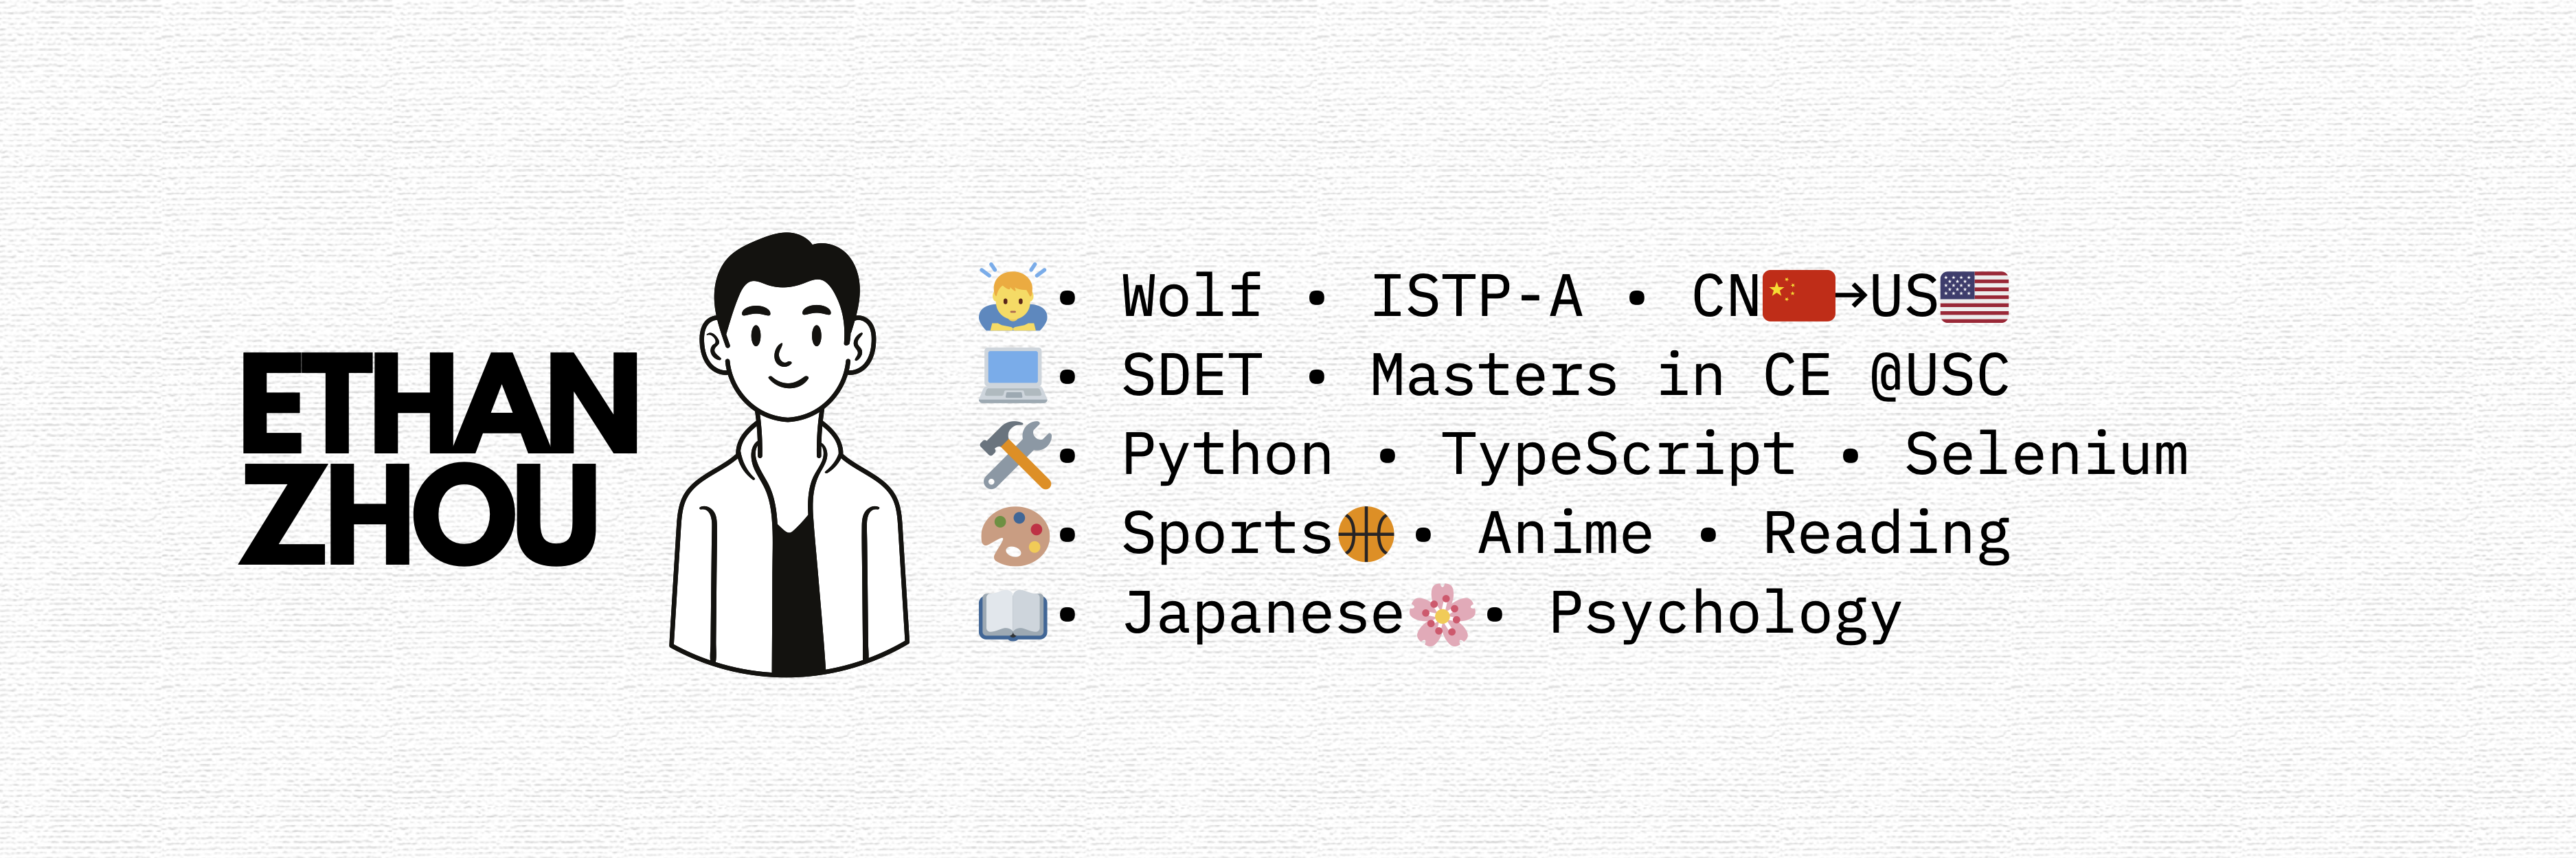 ETHAN
ZHOU
🙇‍♂️• Wolf • ISTP-A • CN🇨🇳→US🇺🇸
💻• SDET • Masters in CE @USC
🛠• Python • TypeScript • Selenium
🎨• Sports🏀• Anime • Reading
📖• Japanese🌸• Psychology